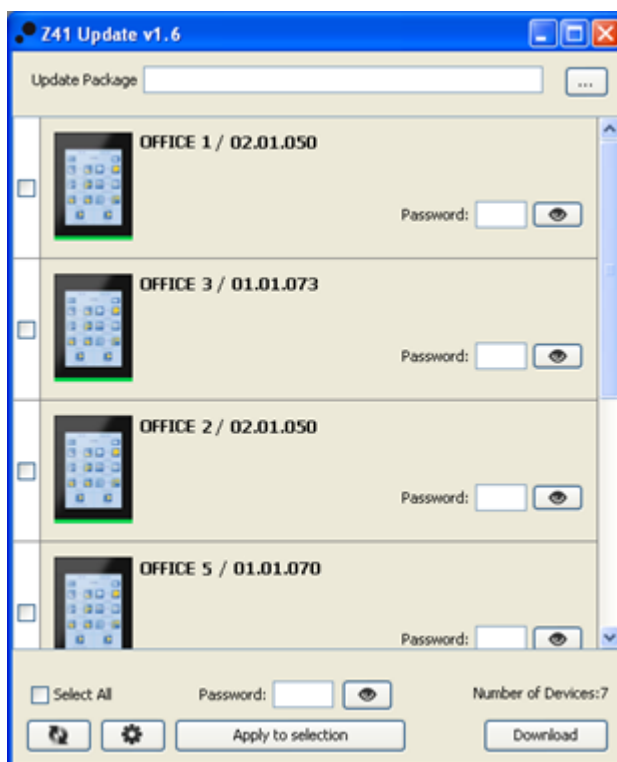 Z41 Update v1.6
Update Package
...
OFFICE 1 / 02.01.050
Password:
OFFICE 3 / 01.01.073
Password:
OFFICE 2 / 02.01.050
Password:
OFFICE 5 / 01.01.070
Password:
Select All Password: Number of Devices:7
Apply to selection Download